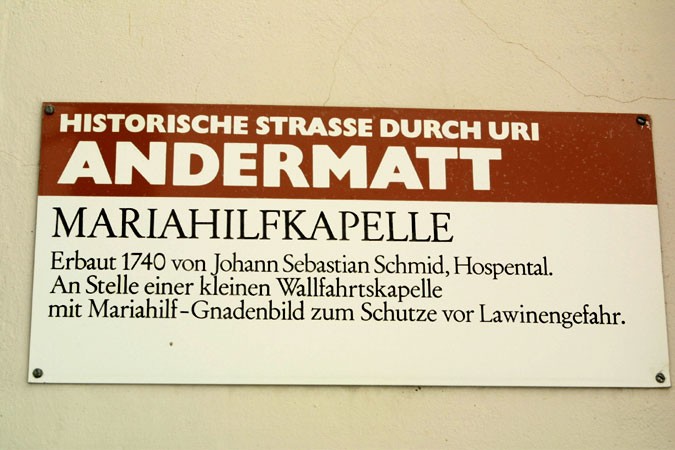 HISTORISCHE STRASSE DURCH URI
ANDERMATT
MARIAHILFKAPELLE
Erbaut 1740 von Johann Sebastian Schmid, Hospental.
An Stelle einer kleinen Wallfahrtskapelle
mit Mariahilf-Gnadenbild zum Schutze vor Lawinengefahr.